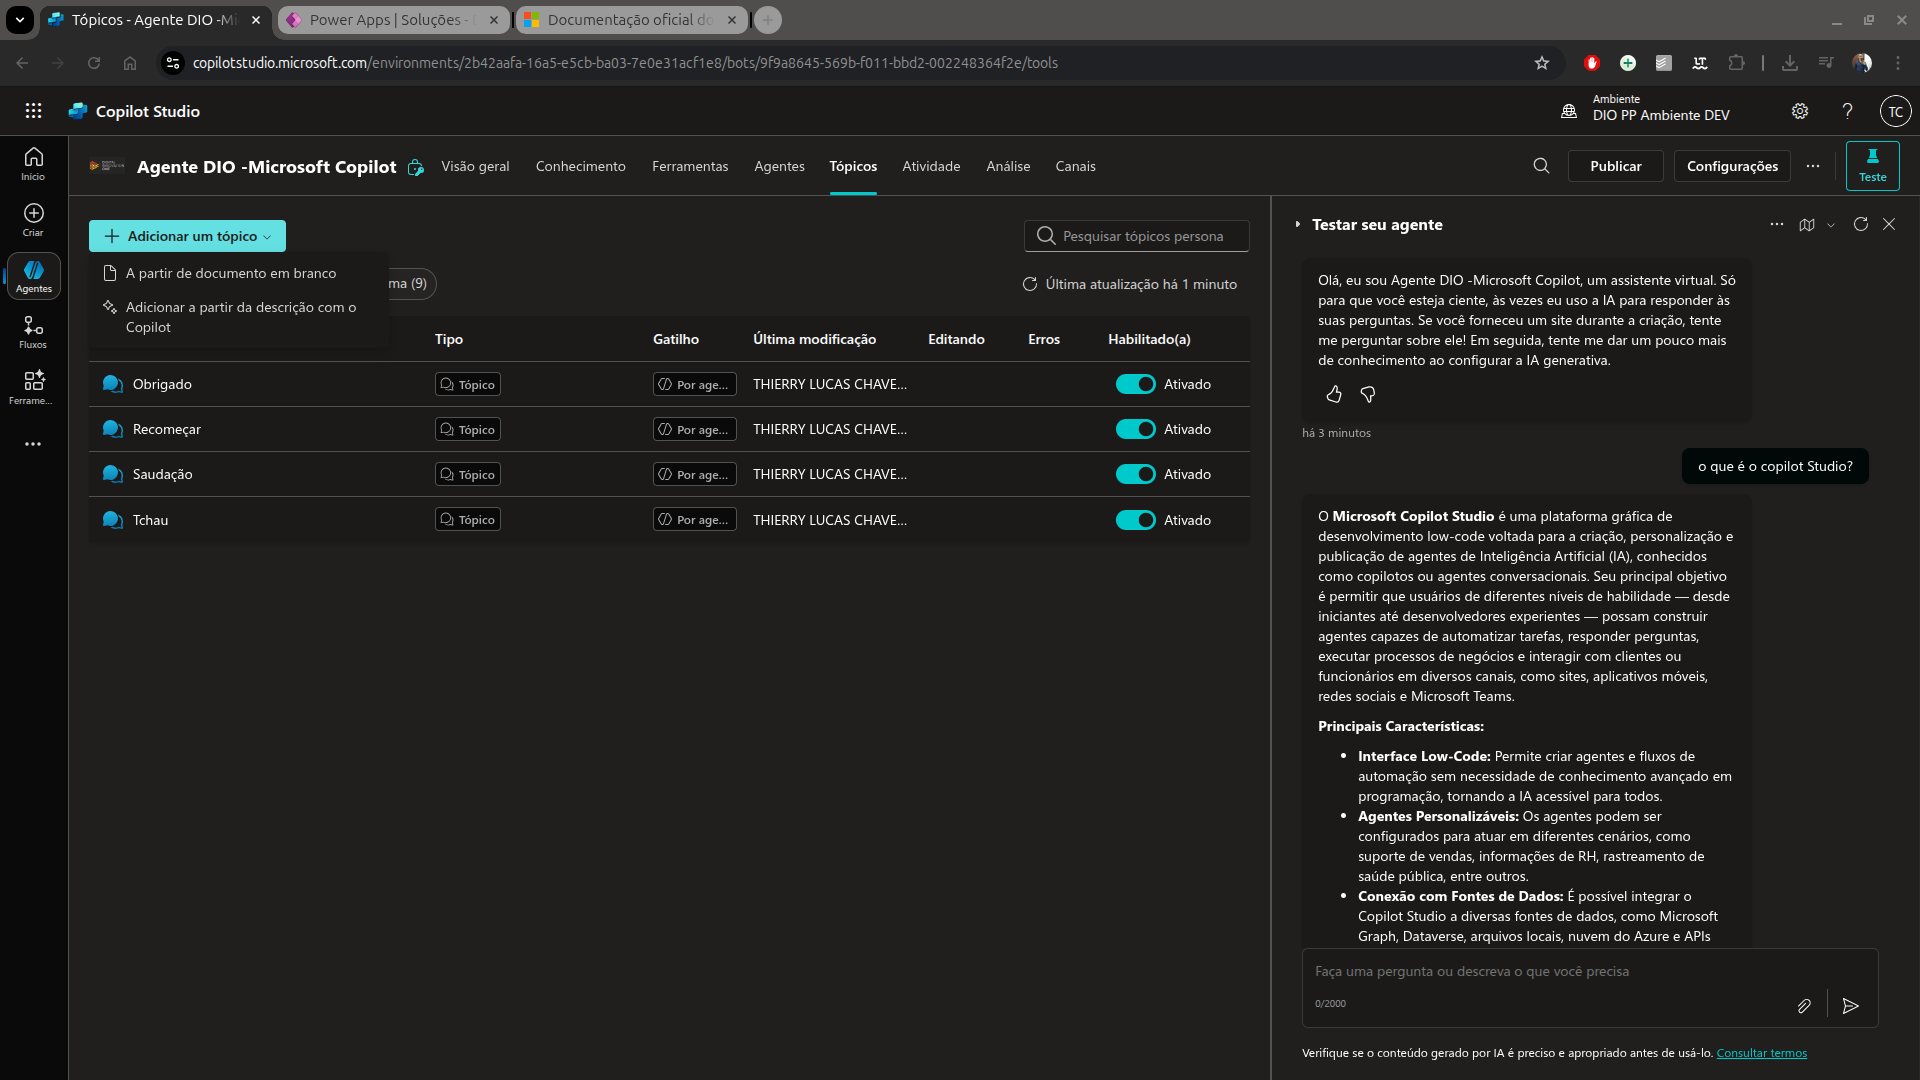 Tópicos - Agente DIO -Mi
Power Apps | Soluções -
Documentação oficial do
copilotstudio.microsoft.com/environments/2b42aafa-16a5-e5cb-ba03-7e0e31acf1e8/bots/9f9a8645-569b-f011-bbd2-002248364f2e/tools
Copilot Studio
Ambiente
DIO PP Ambiente DEV
TC
Início
Criar
Agentes
Fluxos
Ferrame...
Agente DIO -Microsoft Copilot
Visão geral
Conhecimento
Ferramentas
Agentes
Tópicos
Atividade
Análise
Canais
Publicar
Configurações
Teste
Adicionar um tópico
Pesquisar tópicos persona
A partir de documento em branco
Adicionar a partir da descrição com o
Copilot
ma (9)
Última atualização há 1 minuto
Tipo Gatilho Última modificação Editando Erros Habilitado(a)
Obrigado Tópico Por age... THIERRY LUCAS CHAVE... Ativado
Recomeçar Tópico Por age... THIERRY LUCAS CHAVE... Ativado
Saudação Tópico Por age... THIERRY LUCAS CHAVE... Ativado
Tchau Tópico Por age... THIERRY LUCAS CHAVE... Ativado
Testar seu agente
Olá, eu sou Agente DIO -Microsoft Copilot, um assistente virtual. Só
para que você esteja ciente, às vezes eu uso a IA para responder às
suas perguntas. Se você forneceu um site durante a criação, tente
me perguntar sobre ele! Em seguida, tente me dar um pouco mais
de conhecimento ao configurar a IA generativa.
há 3 minutos
o que é o copilot Studio?
O Microsoft Copilot Studio é uma plataforma gráfica de
desenvolvimento low-code voltada para a criação, personalização e
publicação de agentes de Inteligência Artificial (IA), conhecidos
como copilotos ou agentes conversacionais. Seu principal objetivo
é permitir que usuários de diferentes níveis de habilidade — desde
iniciantes até desenvolvedores experientes — possam construir
agentes capazes de automatizar tarefas, responder perguntas,
executar processos de negócios e interagir com clientes ou
funcionários em diversos canais, como sites, aplicativos móveis,
redes sociais e Microsoft Teams.
Principais Características:
• Interface Low-Code: Permite criar agentes e fluxos de
automação sem necessidade de conhecimento avançado em
programação, tornando a IA acessível para todos.
• Agentes Personalizáveis: Os agentes podem ser
configurados para atuar em diferentes cenários, como
suporte de vendas, informações de RH, rastreamento de
saúde pública, entre outros.
• Conexão com Fontes de Dados: É possível integrar o
Copilot Studio a diversas fontes de dados, como Microsoft
Graph, Dataverse, arquivos locais, nuvem do Azure e APIs
Faça uma pergunta ou descreva o que você precisa
0/2000
Verifique se o conteúdo gerado por IA é preciso e apropriado antes de usá-lo. Consultar termos